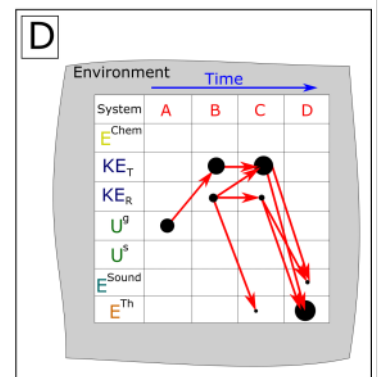 D
Environment
Time
System A B C D
E^Chem
KE_T
KE_R
U^g
U^s
E^Sound
E^Th